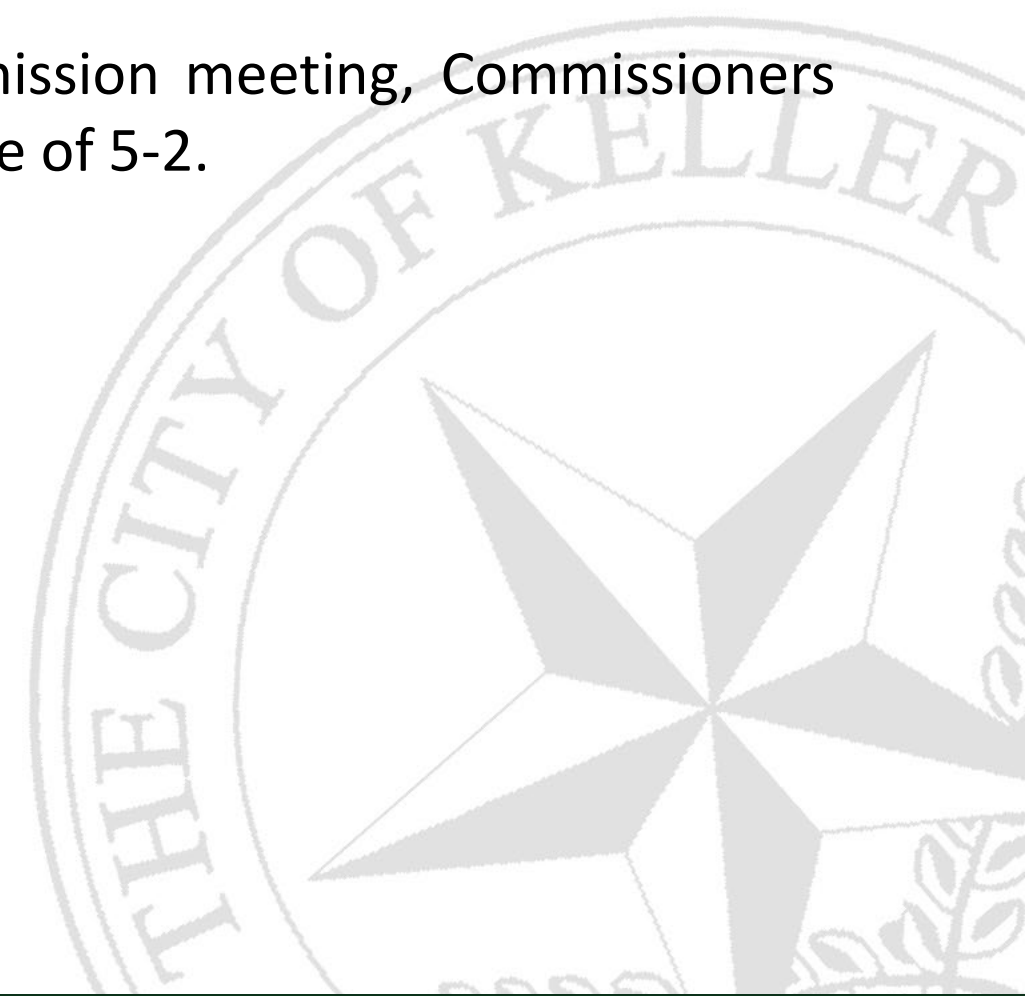 mission meeting, Commissioners
e of 5-2.
THE CITY OF KELLER